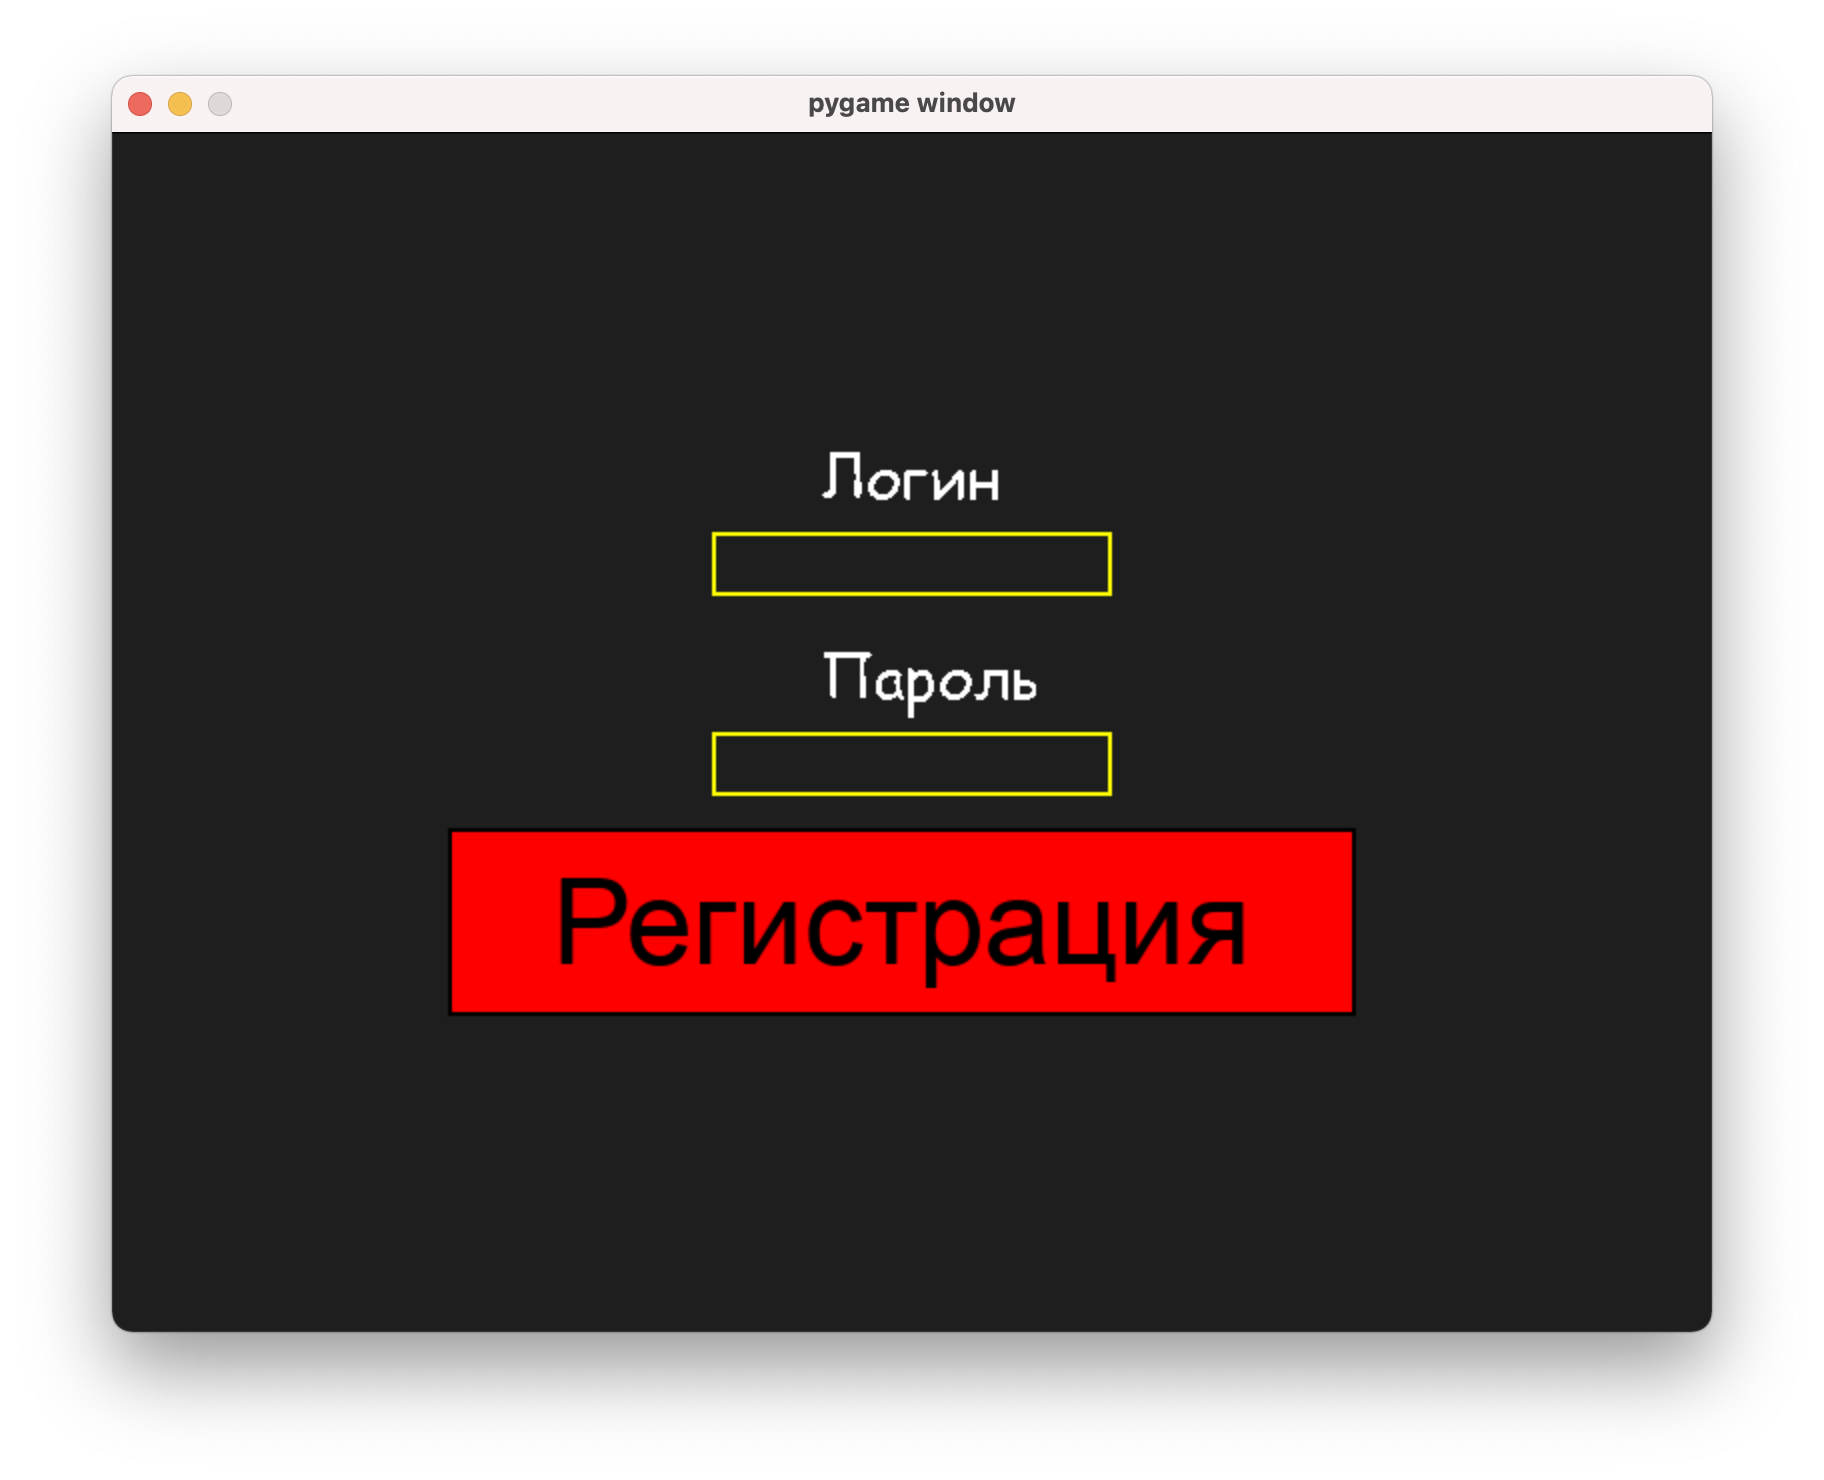 pygame window
Логин
Пароль
Регистрация